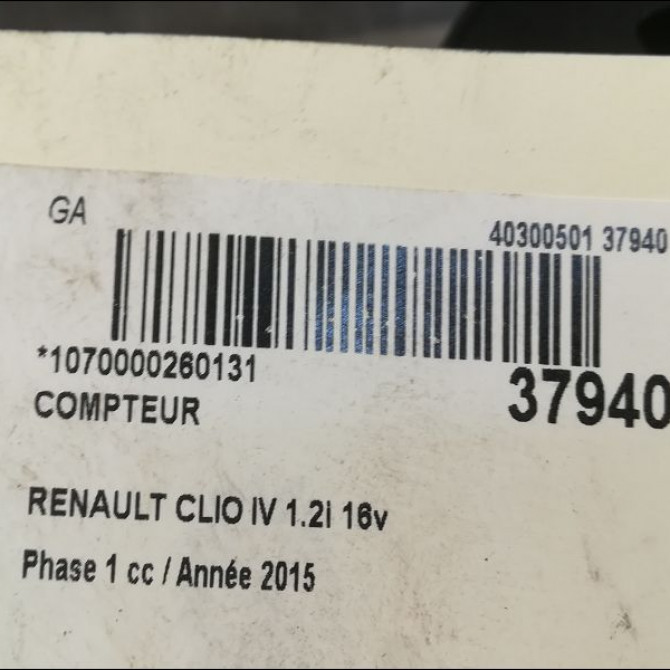 GA
40300501 37940
*1070000260131
37940
COMPTEUR
RENAULT CLIO IV 1.2i 16v
Phase 1 cc / Année 2015